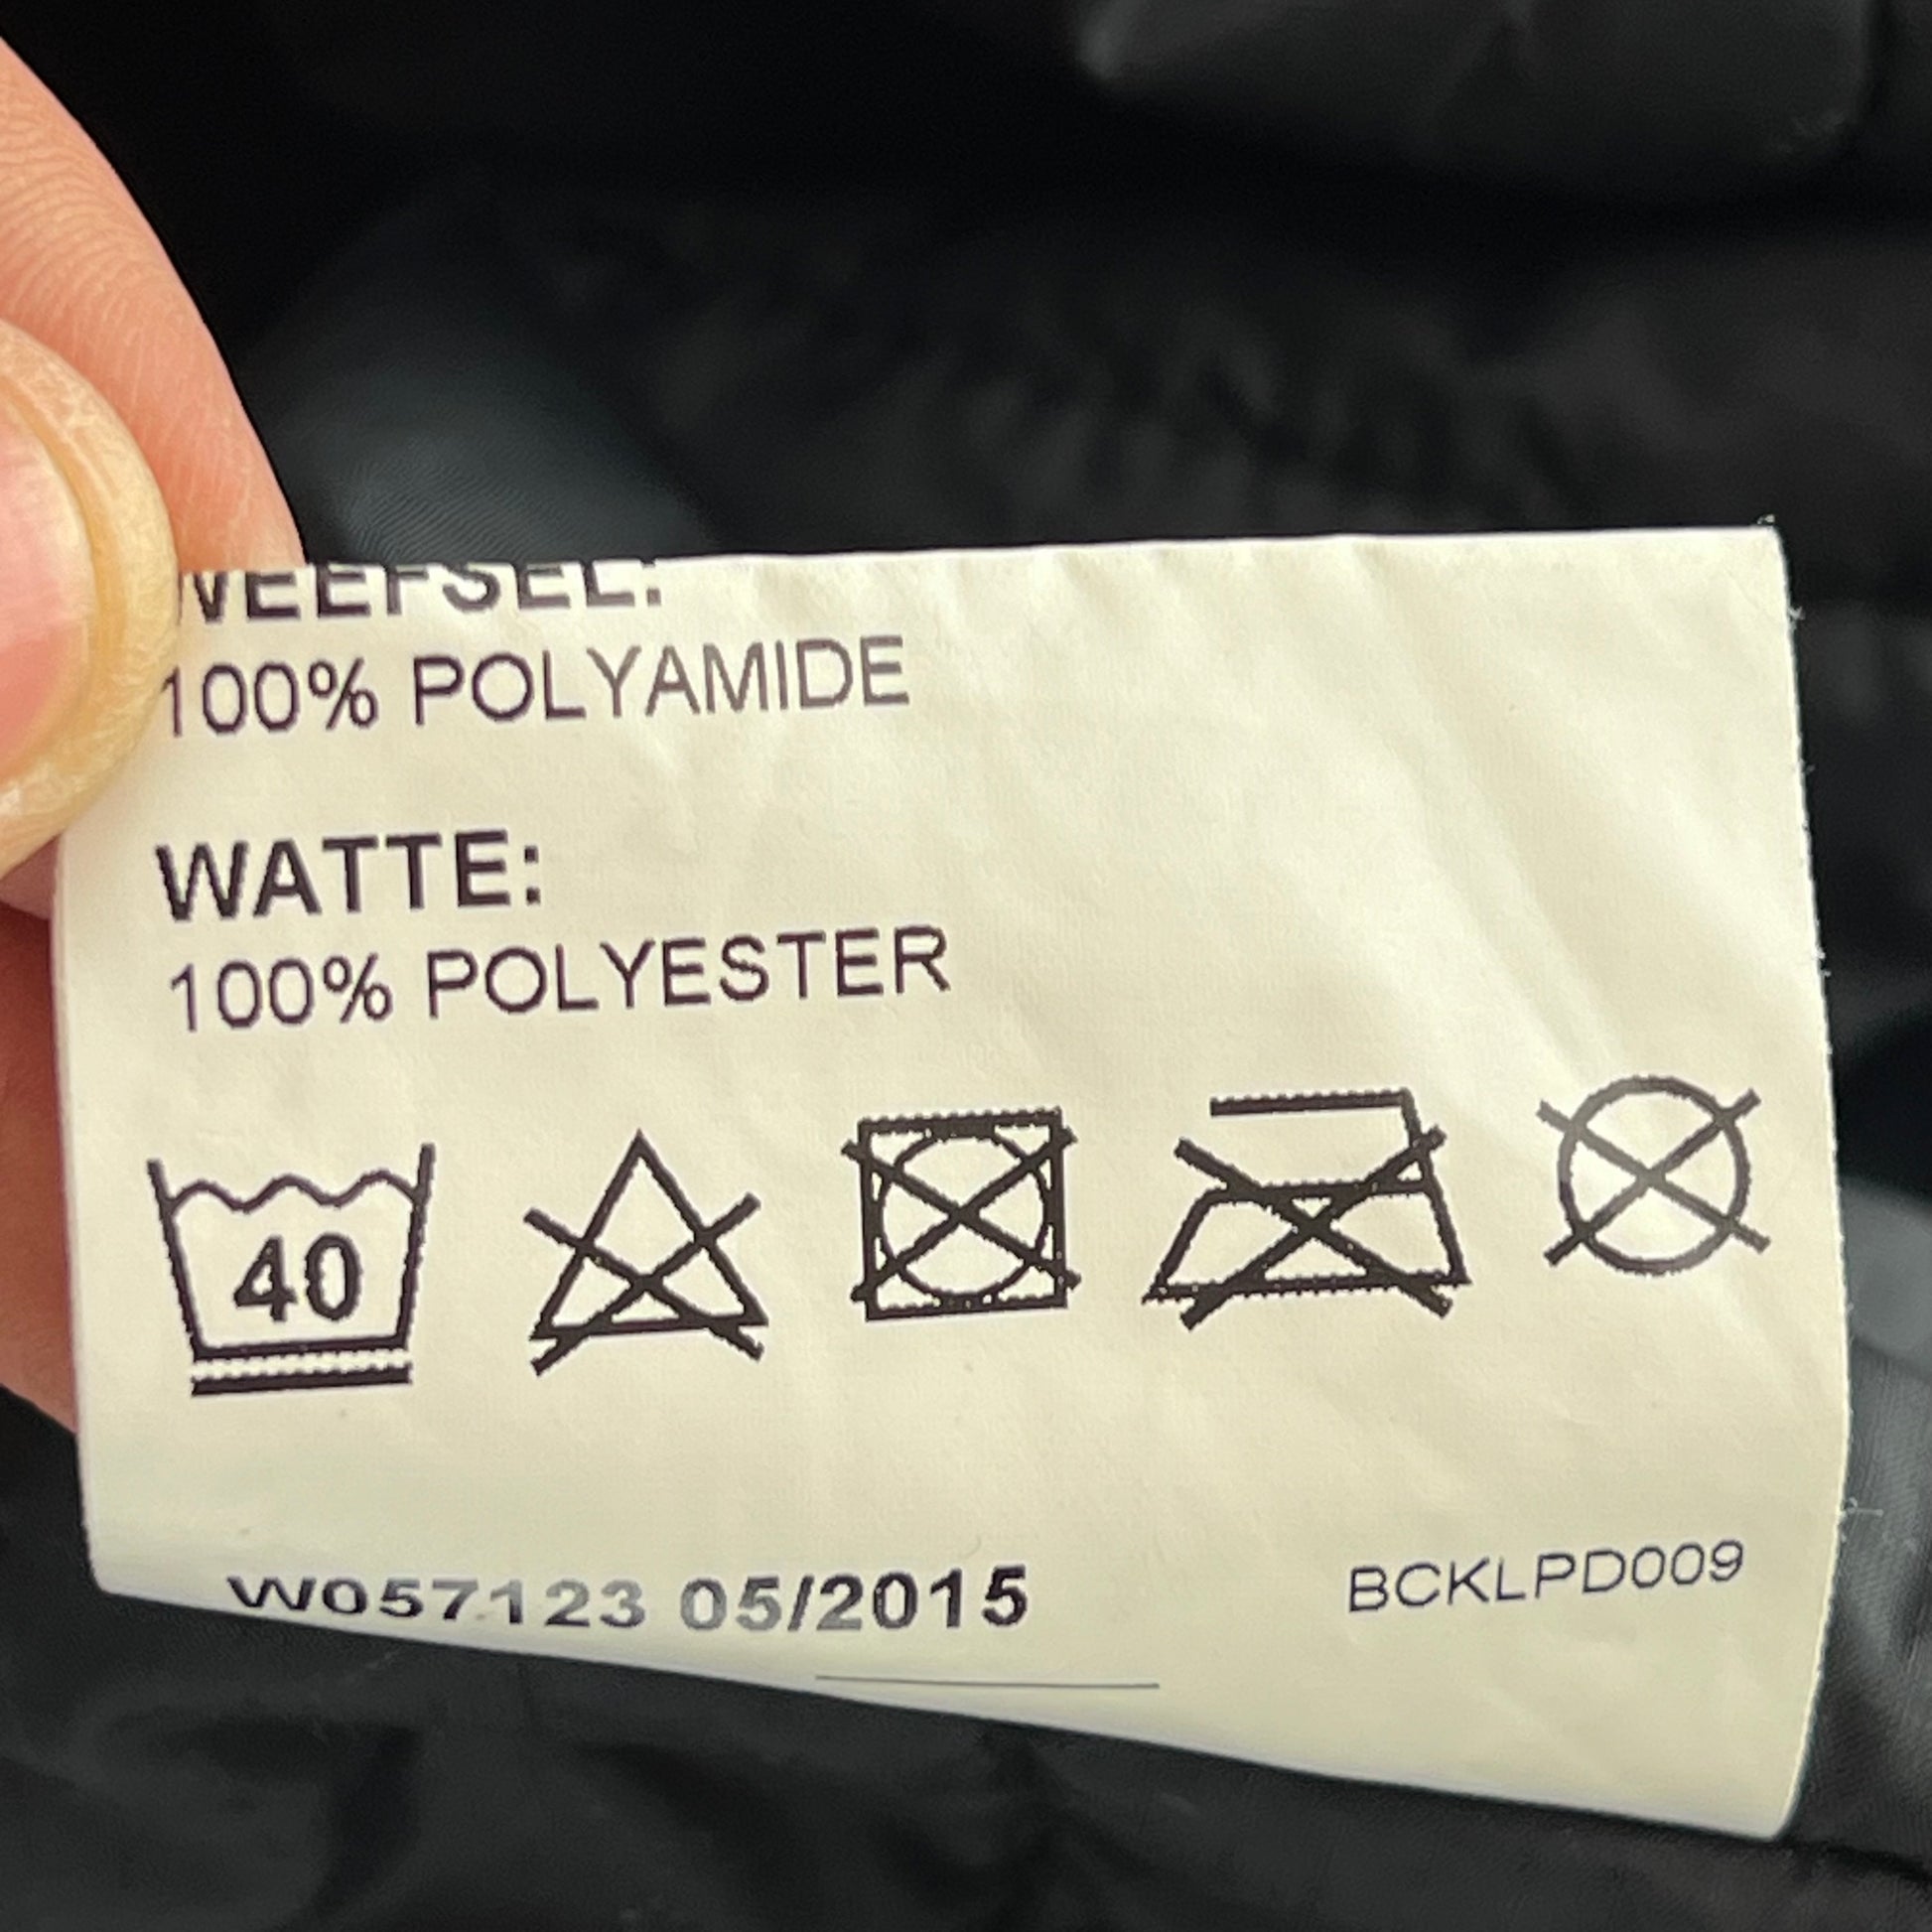 WEEFSEL:
100% POLYAMIDE
WATTE:
100% POLYESTER
40
W057123 05/2015
BCKLPD009